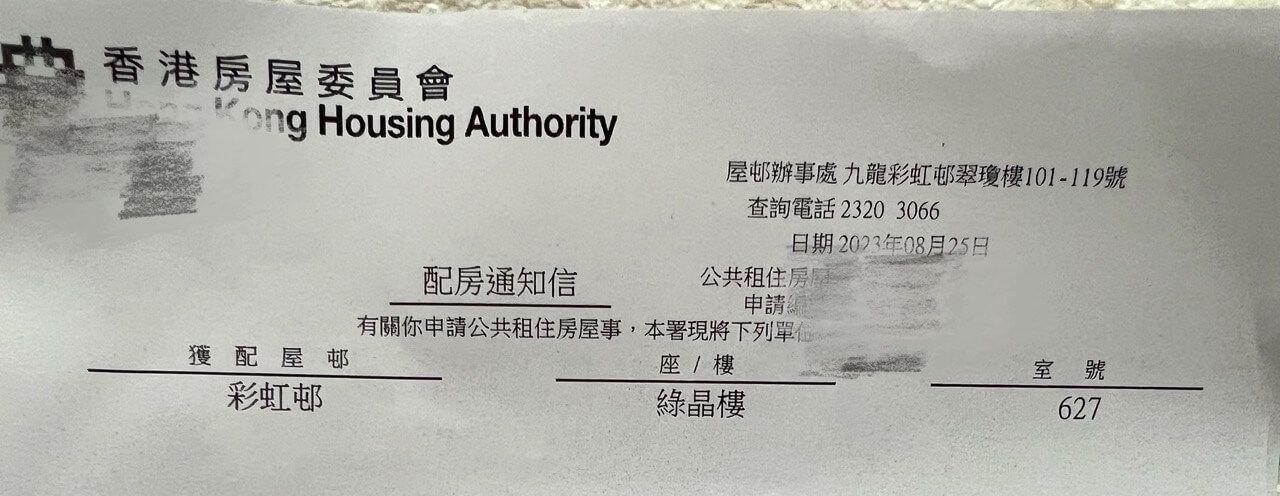 香港房屋委員會
Hong Kong Housing Authority
屋邨辦事處 九龍彩虹邨翠瓊樓101-119號
查詢電話 2320 3066
日期 2023年08月25日
配房通知信
公共租住房屋
申請編
有關你申請公共租住房屋事，本署現將下列單位
獲配屋邨 座/樓 室號
彩虹邨 綠晶樓 627